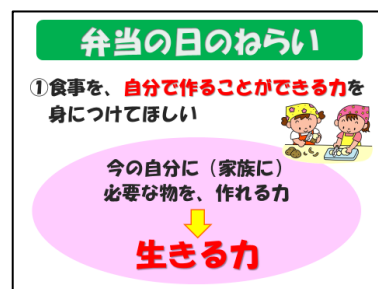 弁当の日のねらい
①食事を、自分で作ることができる力を
身につけてほしい
今の自分に（家族に）
必要な物を、作れる力
生きる力